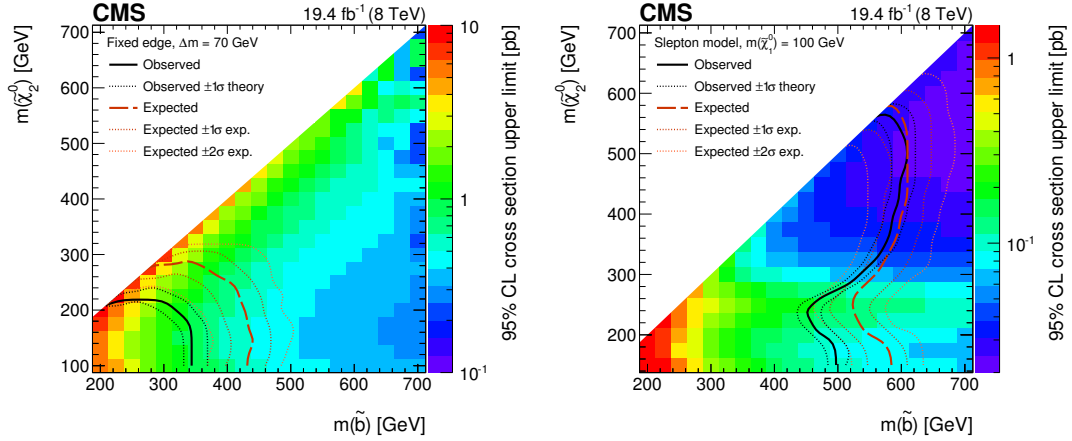 CMS 19.4 fb⁻¹ (8 TeV)
Fixed edge, Δm = 70 GeV
Observed
Observed ±1σ theory
Expected
Expected ±1σ exp.
Expected ±2σ exp.
m(χ̃⁰₂) [GeV]
700
600
500
400
300
200
100
200 300 400 500 600 700
m(b̃) [GeV]
10
1
10⁻¹
95% CL cross section upper limit [pb]
CMS 19.4 fb⁻¹ (8 TeV)
Slepton model, m(χ̃⁰₁) = 100 GeV
Observed
Observed ±1σ theory
Expected
Expected ±1σ exp.
Expected ±2σ exp.
m(χ̃⁰₂) [GeV]
700
600
500
400
300
200
200 300 400 500 600 700
m(b̃) [GeV]
1
10⁻¹
95% CL cross section upper limit [pb]